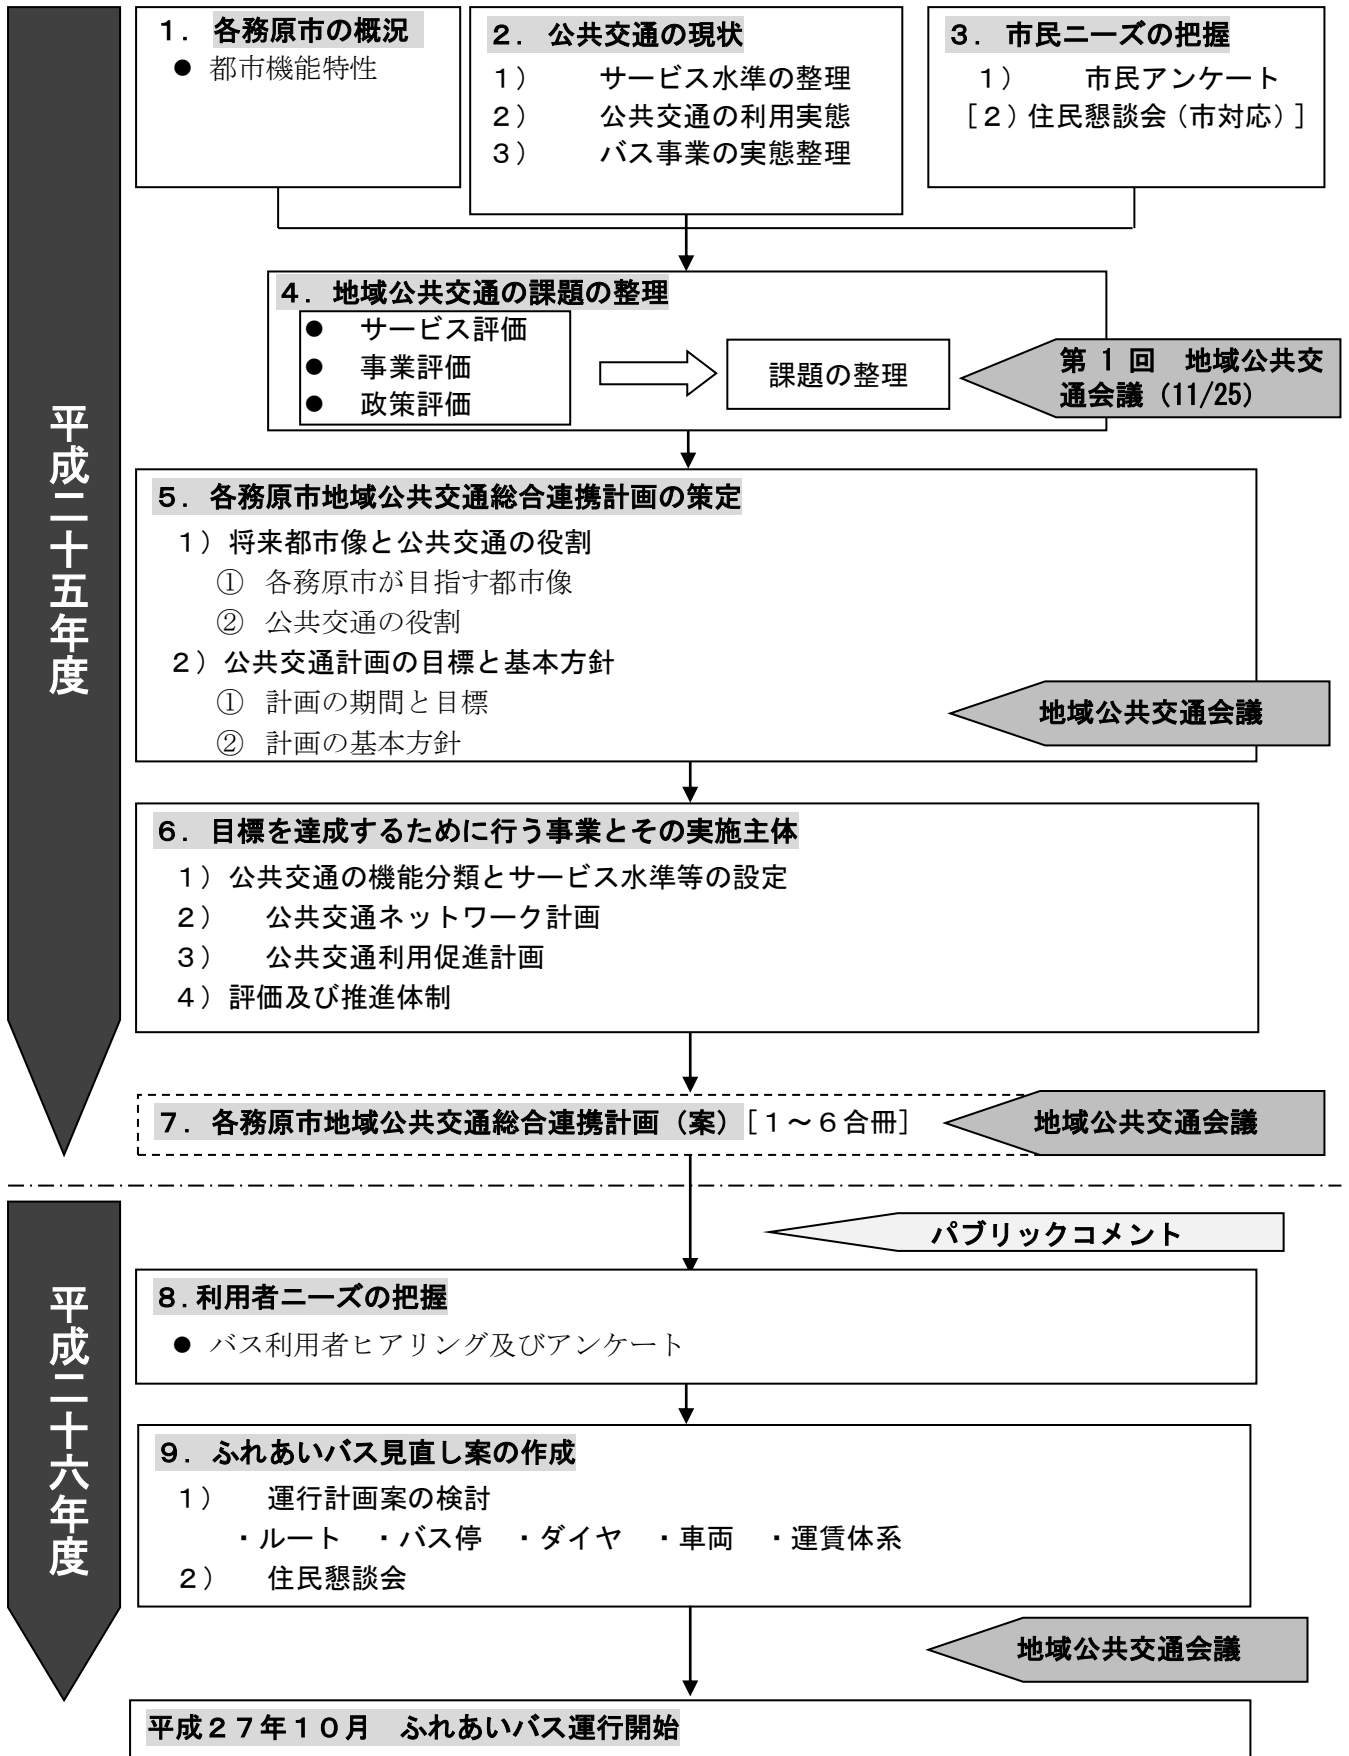 平成二十五年度
１．各務原市の概況
● 都市機能特性
２．公共交通の現状
１） サービス水準の整理
２） 公共交通の利用実態
３） バス事業の実態整理
３．市民ニーズの把握
１） 市民アンケート
［２）住民懇談会（市対応）］
４．地域公共交通の課題の整理
● サービス評価
● 事業評価
● 政策評価
課題の整理
第 1 回 地域公共交
通会議（11/25）
５．各務原市地域公共交通総合連携計画の策定
１）将来都市像と公共交通の役割
① 各務原市が目指す都市像
② 公共交通の役割
２）公共交通計画の目標と基本方針
① 計画の期間と目標
② 計画の基本方針
地域公共交通会議
６．目標を達成するために行う事業とその実施主体
１）公共交通の機能分類とサービス水準等の設定
２） 公共交通ネットワーク計画
３） 公共交通利用促進計画
４）評価及び推進体制
７．各務原市地域公共交通総合連携計画（案）［１～６合冊］
地域公共交通会議
平成二十六年度
パブリックコメント
８.利用者ニーズの把握
● バス利用者ヒアリング及びアンケート
９．ふれあいバス見直し案の作成
１） 運行計画案の検討
・ルート ・バス停 ・ダイヤ ・車両 ・運賃体系
２） 住民懇談会
地域公共交通会議
平成２７年１０月 ふれあいバス運行開始